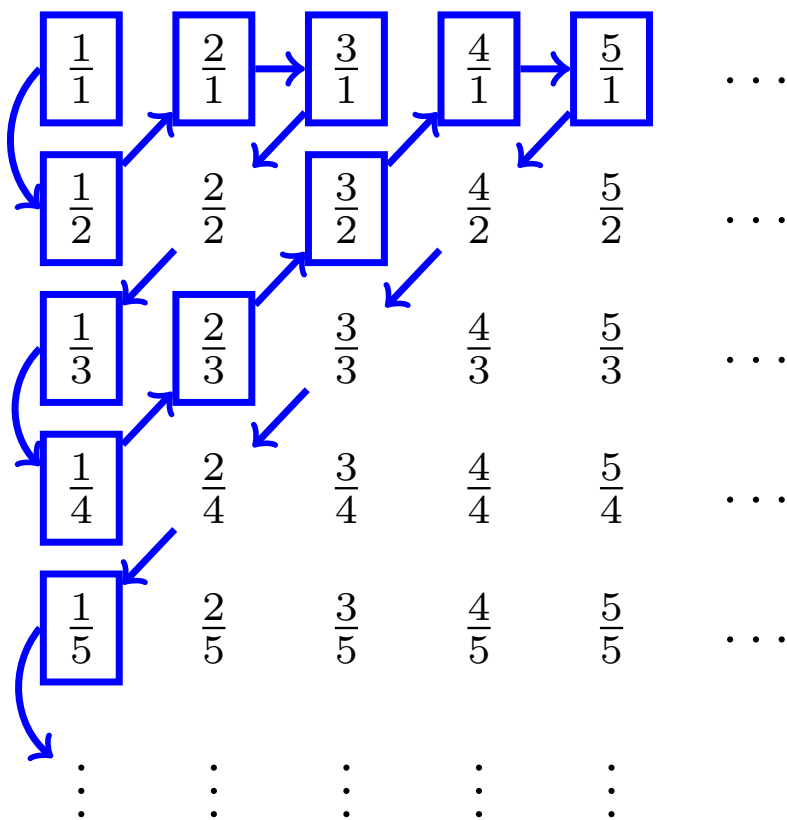 1/1 2/1 3/1 4/1 5/1 ...
1/2 2/2 3/2 4/2 5/2 ...
1/3 2/3 3/3 4/3 5/3 ...
1/4 2/4 3/4 4/4 5/4 ...
1/5 2/5 3/5 4/5 5/5 ...
⋮ ⋮ ⋮ ⋮ ⋮